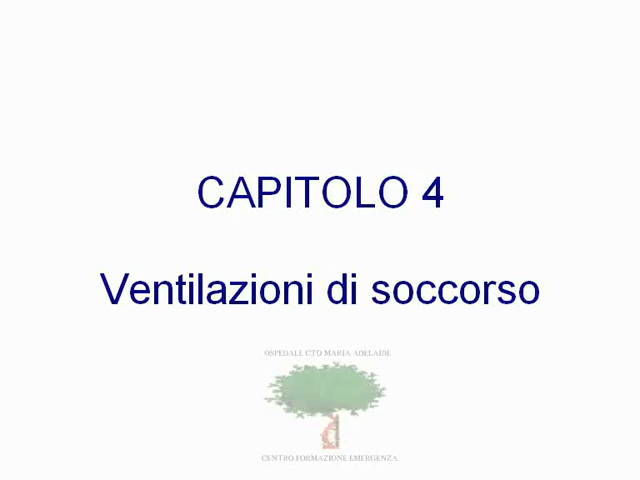 CAPITOLO 4
Ventilazioni di soccorso
OSPEDALE CTO MARIA ADELAIDE
CENTRO FORMAZIONE EMERGENZA